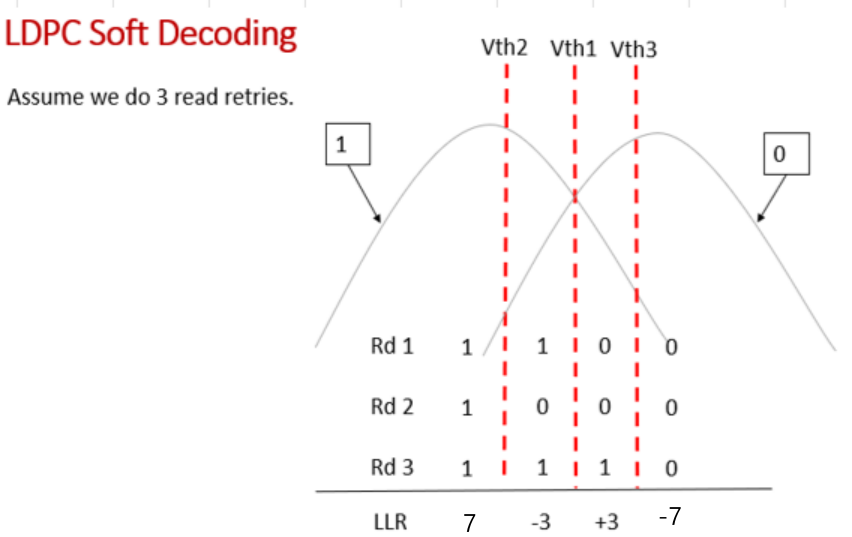 LDPC Soft Decoding
Vth2 Vth1 Vth3
Assume we do 3 read retries.
1
0
Rd 1 1 1 0 0
Rd 2 1 0 0 0
Rd 3 1 1 1 0
LLR 7 -3 +3 -7